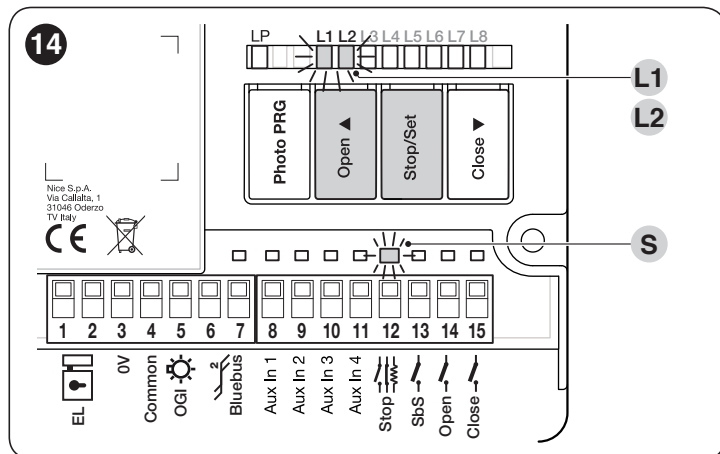 14
LP L1 L2 L3 L4 L5 L6 L7 L8
L1
L2
Photo PRG
Open ▲
Stop/Set
Close ▼
Nice S.p.A.
Via Callalta, 1
31046 Oderzo
TV Italy
CE
S
1 2 3 4 5 6 7 8 9 10 11 12 13 14 15
EL
0V
Common
OGI
2
Bluebus
Aux In 1
Aux In 2
Aux In 3
Aux In 4
Stop
SbS
Open
Close